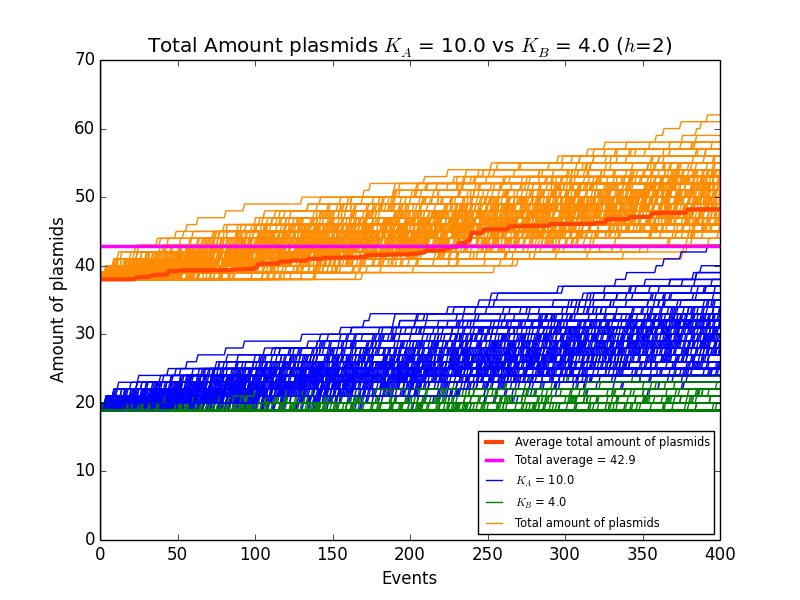 Total Amount plasmids K_A = 10.0 vs K_B = 4.0 (h=2)
70
60
50
40
30
20
10
0
Amount of plasmids
Average total amount of plasmids
Total average = 42.9
K_A = 10.0
K_B = 4.0
Total amount of plasmids
0 50 100 150 200 250 300 350 400
Events